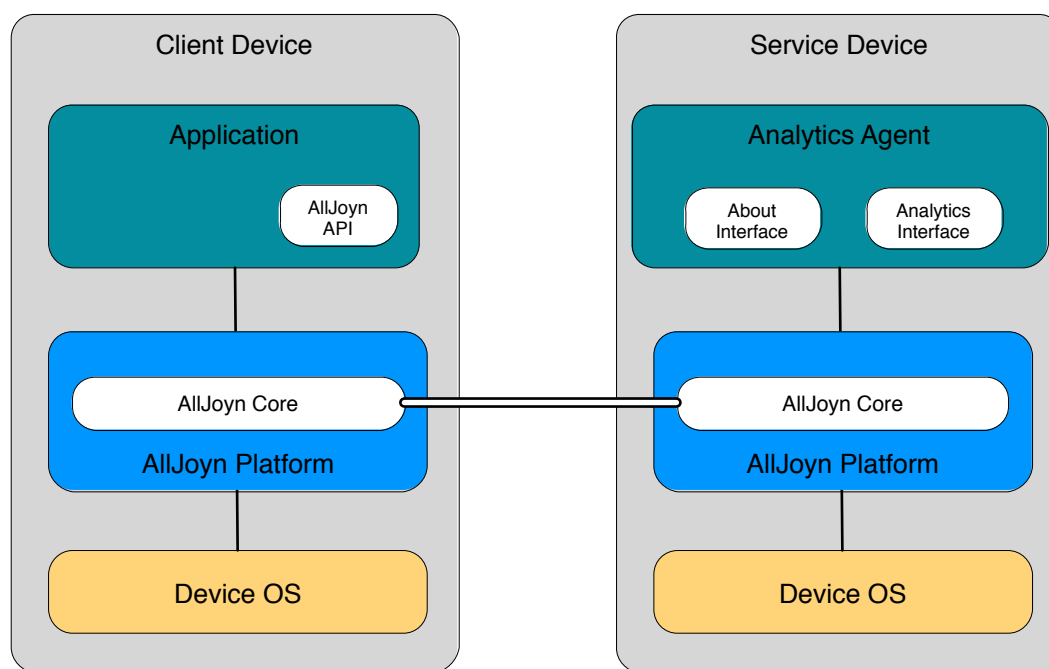 Client Device
Application
AllJoyn
API
AllJoyn Core
AllJoyn Platform
Device OS
Service Device
Analytics Agent
About
Interface
Analytics
Interface
AllJoyn Core
AllJoyn Platform
Device OS